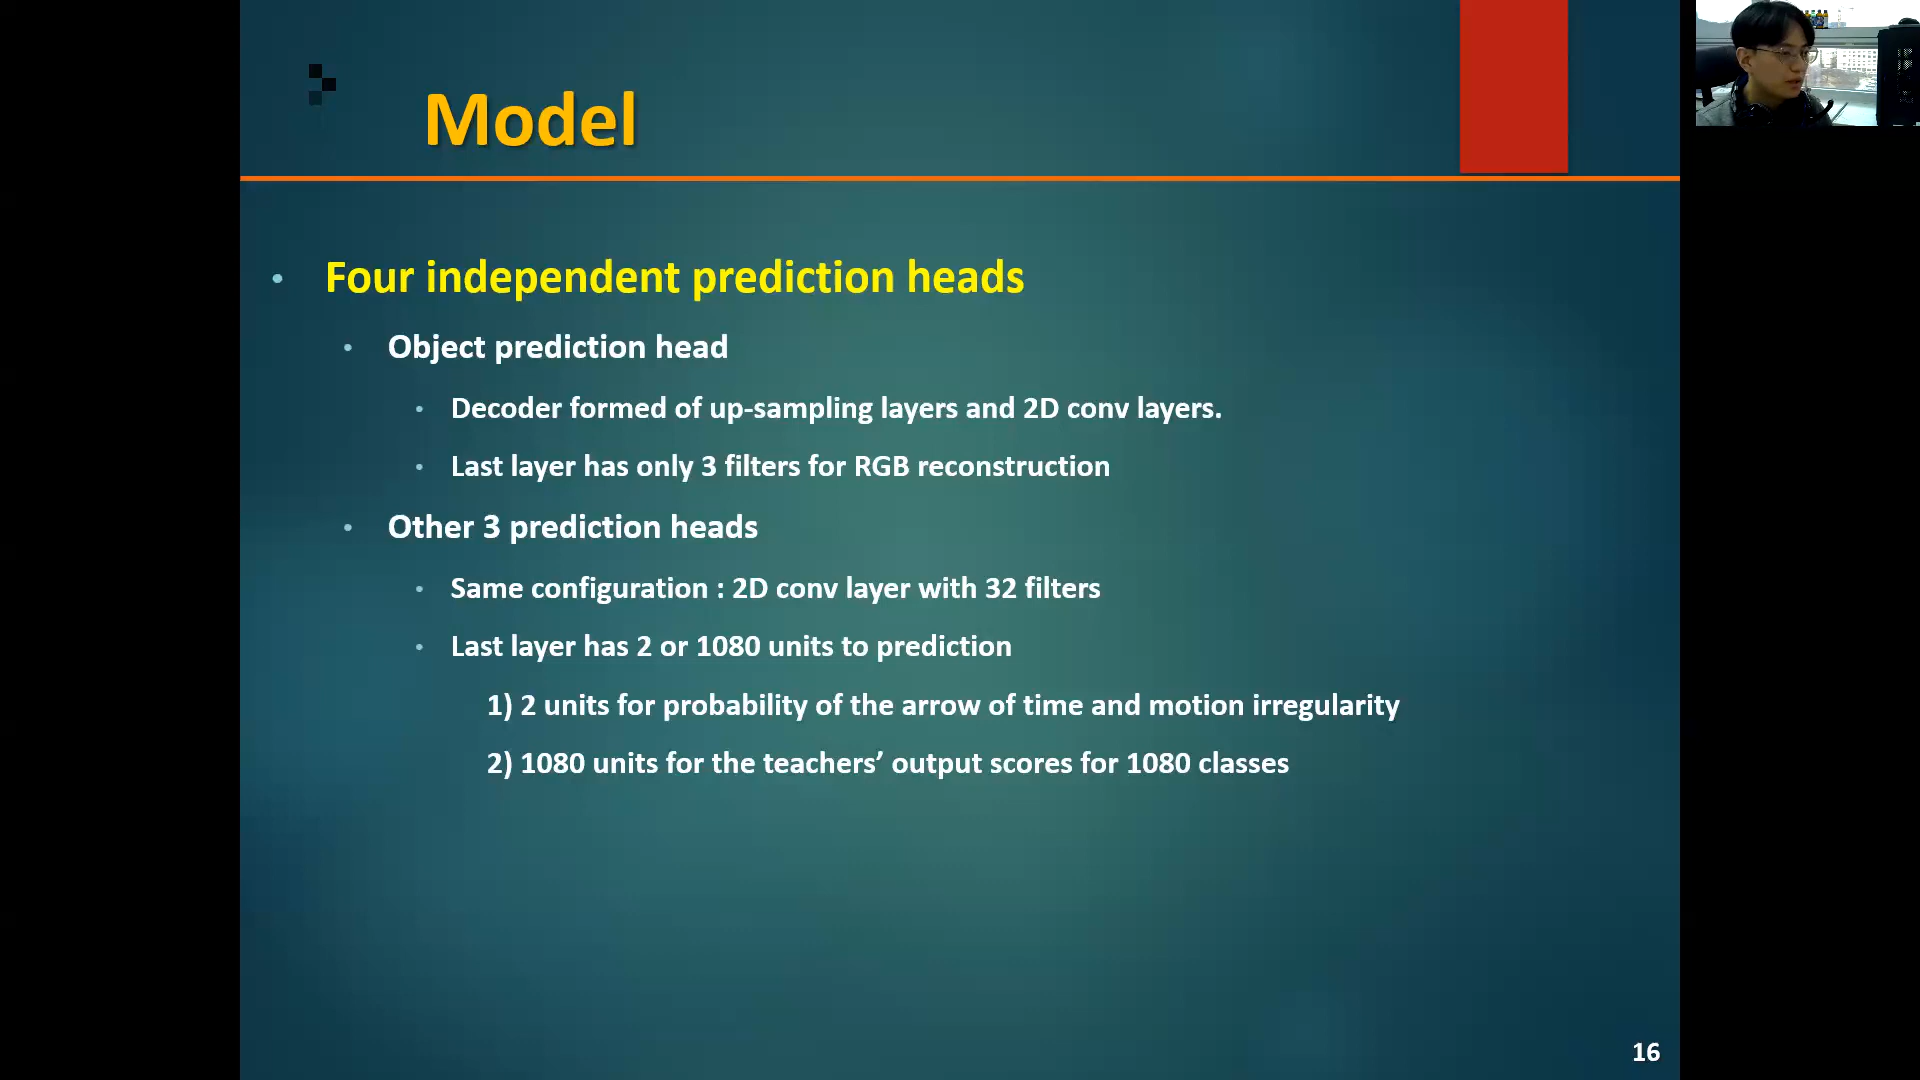 Model
Four independent prediction heads
Object prediction head
Decoder formed of up-sampling layers and 2D conv layers.
Last layer has only 3 filters for RGB reconstruction
Other 3 prediction heads
Same configuration : 2D conv layer with 32 filters
Last layer has 2 or 1080 units to prediction
1) 2 units for probability of the arrow of time and motion irregularity
2) 1080 units for the teachers’ output scores for 1080 classes
16